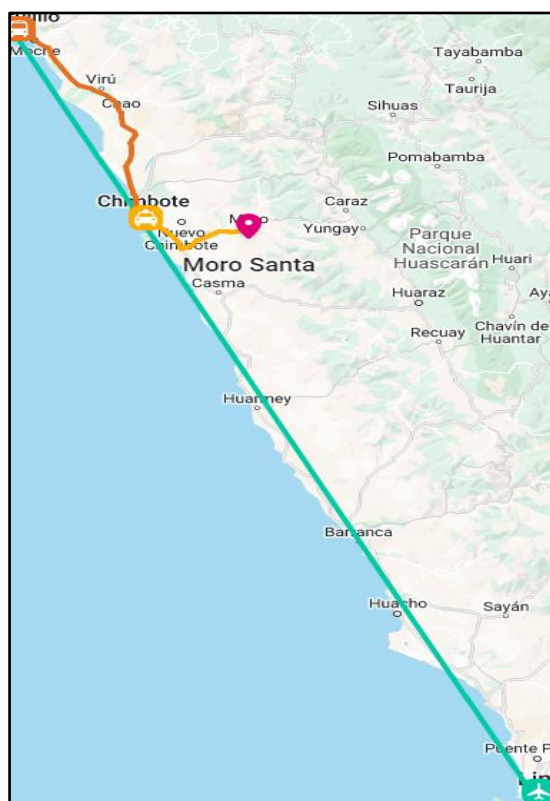 Moche
Virú
Chao
Tayabamba
Taurija
Sihuas
Pomabamba
Chimbote
Nuevo
Chimbote
Caraz
Yungay
Moro Santa
Casma
Parque
Nacional
Huascarán
Huari
Huaraz
Recuay
Chavín de
Huantar
Huarmey
Barranca
Huacho
Sayán
Puente P